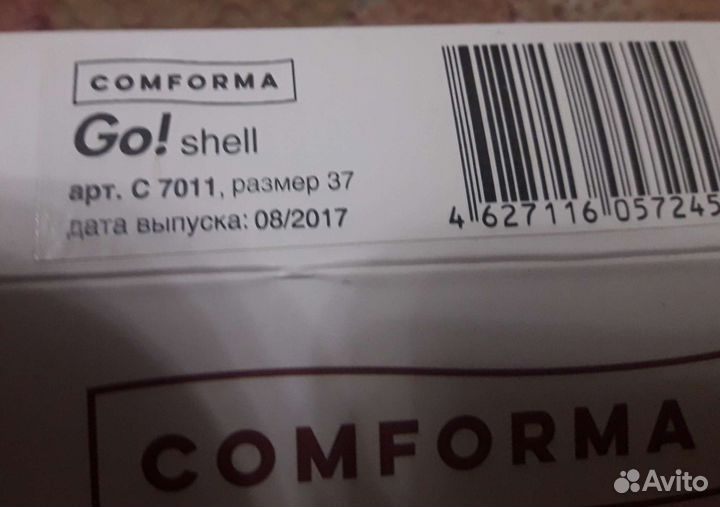 COMFORMA
Go! shell
арт. С 7011, размер 37
дата выпуска: 08/2017
4 627116 057245
COMFORMA
Avito